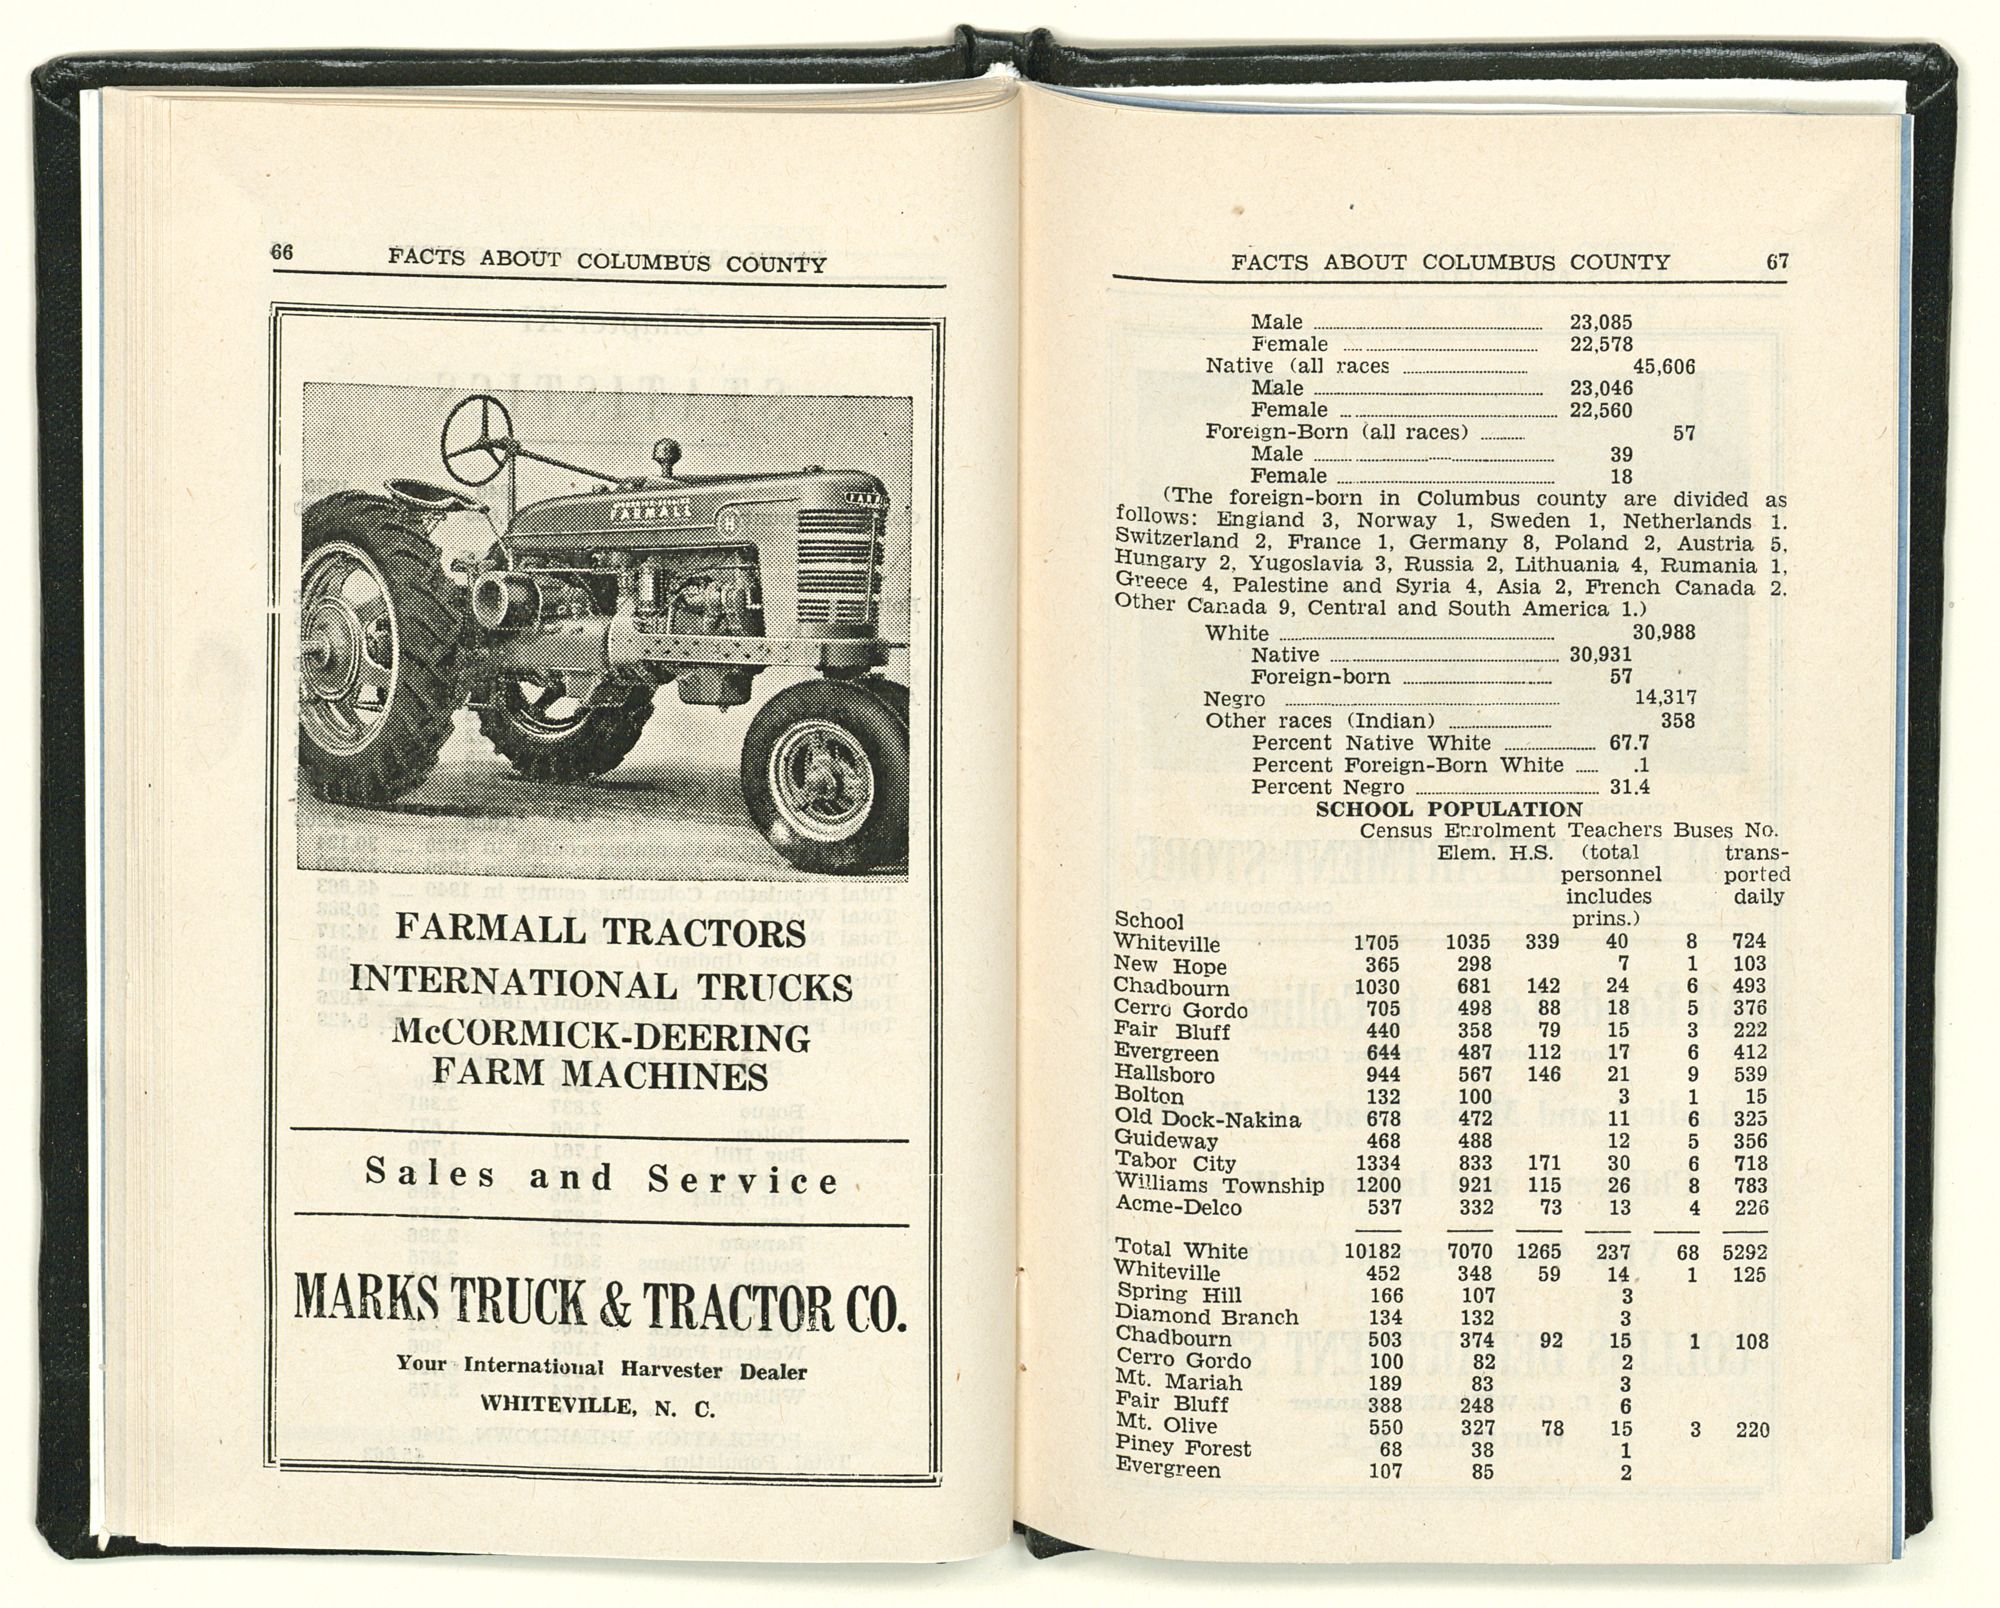 66 FACTS ABOUT COLUMBUS COUNTY
FARMALL
H
FARMALL TRACTORS
INTERNATIONAL TRUCKS
McCORMICK-DEERING
FARM MACHINES
Sales and Service
MARKS TRUCK & TRACTOR CO.
Your International Harvester Dealer
WHITEVILLE, N. C.
FACTS ABOUT COLUMBUS COUNTY 67
Male 23,085
Female 22,578
Native (all races 45,606
Male 23,046
Female 22,560
Foreign-Born (all races) 57
Male 39
Female 18
(The foreign-born in Columbus county are divided as
follows: England 3, Norway 1, Sweden 1, Netherlands 1.
Switzerland 2, France 1, Germany 8, Poland 2, Austria 5,
Hungary 2, Yugoslavia 3, Russia 2, Lithuania 4, Rumania 1,
Greece 4, Palestine and Syria 4, Asia 2, French Canada 2.
Other Canada 9, Central and South America 1.)
White 30,988
Native 30,931
Foreign-born 57
Negro 14,317
Other races (Indian) 358
Percent Native White 67.7
Percent Foreign-Born White .1
Percent Negro 31.4
SCHOOL POPULATION
Census Enrolment Teachers Buses No.
Elem. H.S. (total trans-
personnel ported
includes daily
School prins.)
Whiteville 1705 1035 339 40 8 724
New Hope 365 298 7 1 103
Chadbourn 1030 681 142 24 6 493
Cerro Gordo 705 498 88 18 5 376
Fair Bluff 440 358 79 15 3 222
Evergreen 644 487 112 17 6 412
Hallsboro 944 567 146 21 9 539
Bolton 132 100 3 1 15
Old Dock-Nakina 678 472 11 6 325
Guideway 468 488 12 5 356
Tabor City 1334 833 171 30 6 718
Williams Township 1200 921 115 26 8 783
Acme-Delco 537 332 73 13 4 226
Total White 10182 7070 1265 237 68 5292
Whiteville 452 348 59 14 1 125
Spring Hill 166 107 3
Diamond Branch 134 132 3
Chadbourn 503 374 92 15 1 108
Cerro Gordo 100 82 2
Mt. Mariah 189 83 3
Fair Bluff 388 248 6
Mt. Olive 550 327 78 15 3 220
Piney Forest 68 38 1
Evergreen 107 85 2